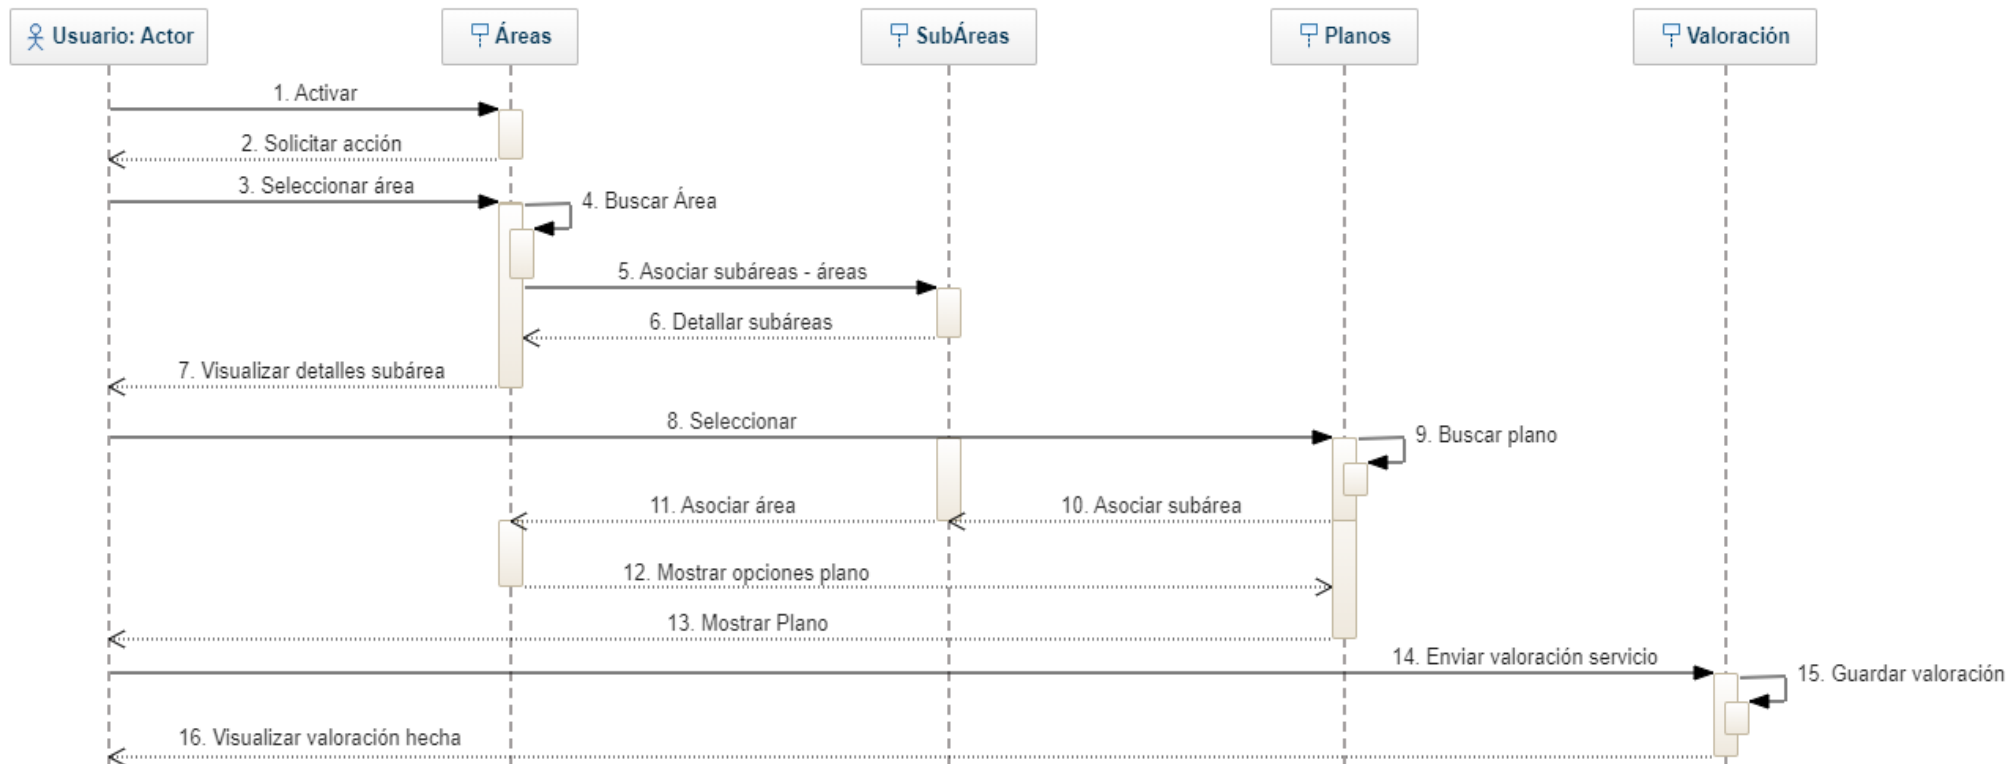 Usuario: Actor
Áreas
SubÁreas
Planos
Valoración
1. Activar
2. Solicitar acción
3. Seleccionar área
4. Buscar Área
5. Asociar subáreas - áreas
6. Detallar subáreas
7. Visualizar detalles subárea
8. Seleccionar
9. Buscar plano
11. Asociar área
10. Asociar subárea
12. Mostrar opciones plano
13. Mostrar Plano
14. Enviar valoración servicio
15. Guardar valoración
16. Visualizar valoración hecha